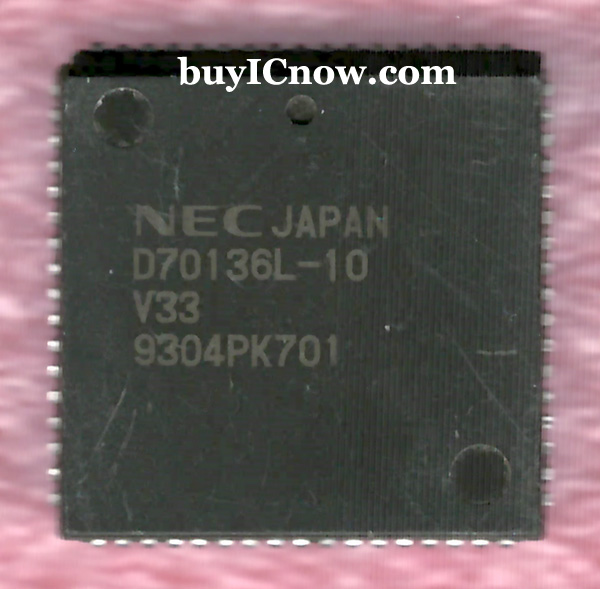 buyICnow.com
NEC JAPAN
D70136L-10
V33
9304PK701